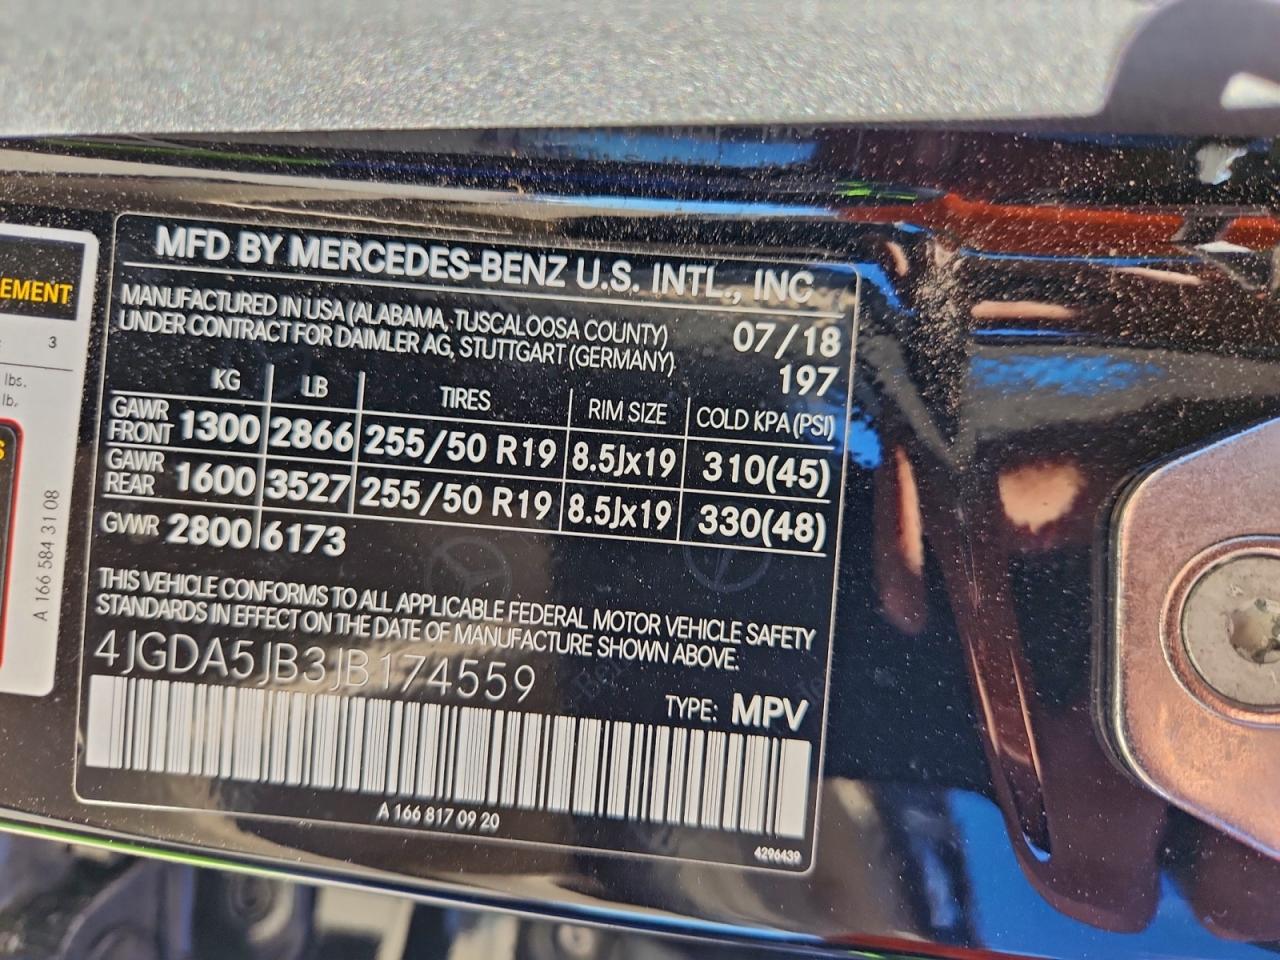 EMENT
3
lbs.
lb.
A 166 584 31 08
MFD BY MERCEDES-BENZ U.S. INTL., INC
MANUFACTURED IN USA (ALABAMA, TUSCALOOSA COUNTY) 07/18
UNDER CONTRACT FOR DAIMLER AG, STUTTGART (GERMANY) 197
KG LB TIRES RIM SIZE COLD KPA (PSI)
GAWR FRONT 1300 2866 255/50 R19 8.5Jx19 310(45)
GAWR REAR 1600 3527 255/50 R19 8.5Jx19 330(48)
GVWR 2800 6173
THIS VEHICLE CONFORMS TO ALL APPLICABLE FEDERAL MOTOR VEHICLE SAFETY
STANDARDS IN EFFECT ON THE DATE OF MANUFACTURE SHOWN ABOVE:
4JGDA5JB3JB174559
TYPE: MPV
A 166 817 09 20
4296439